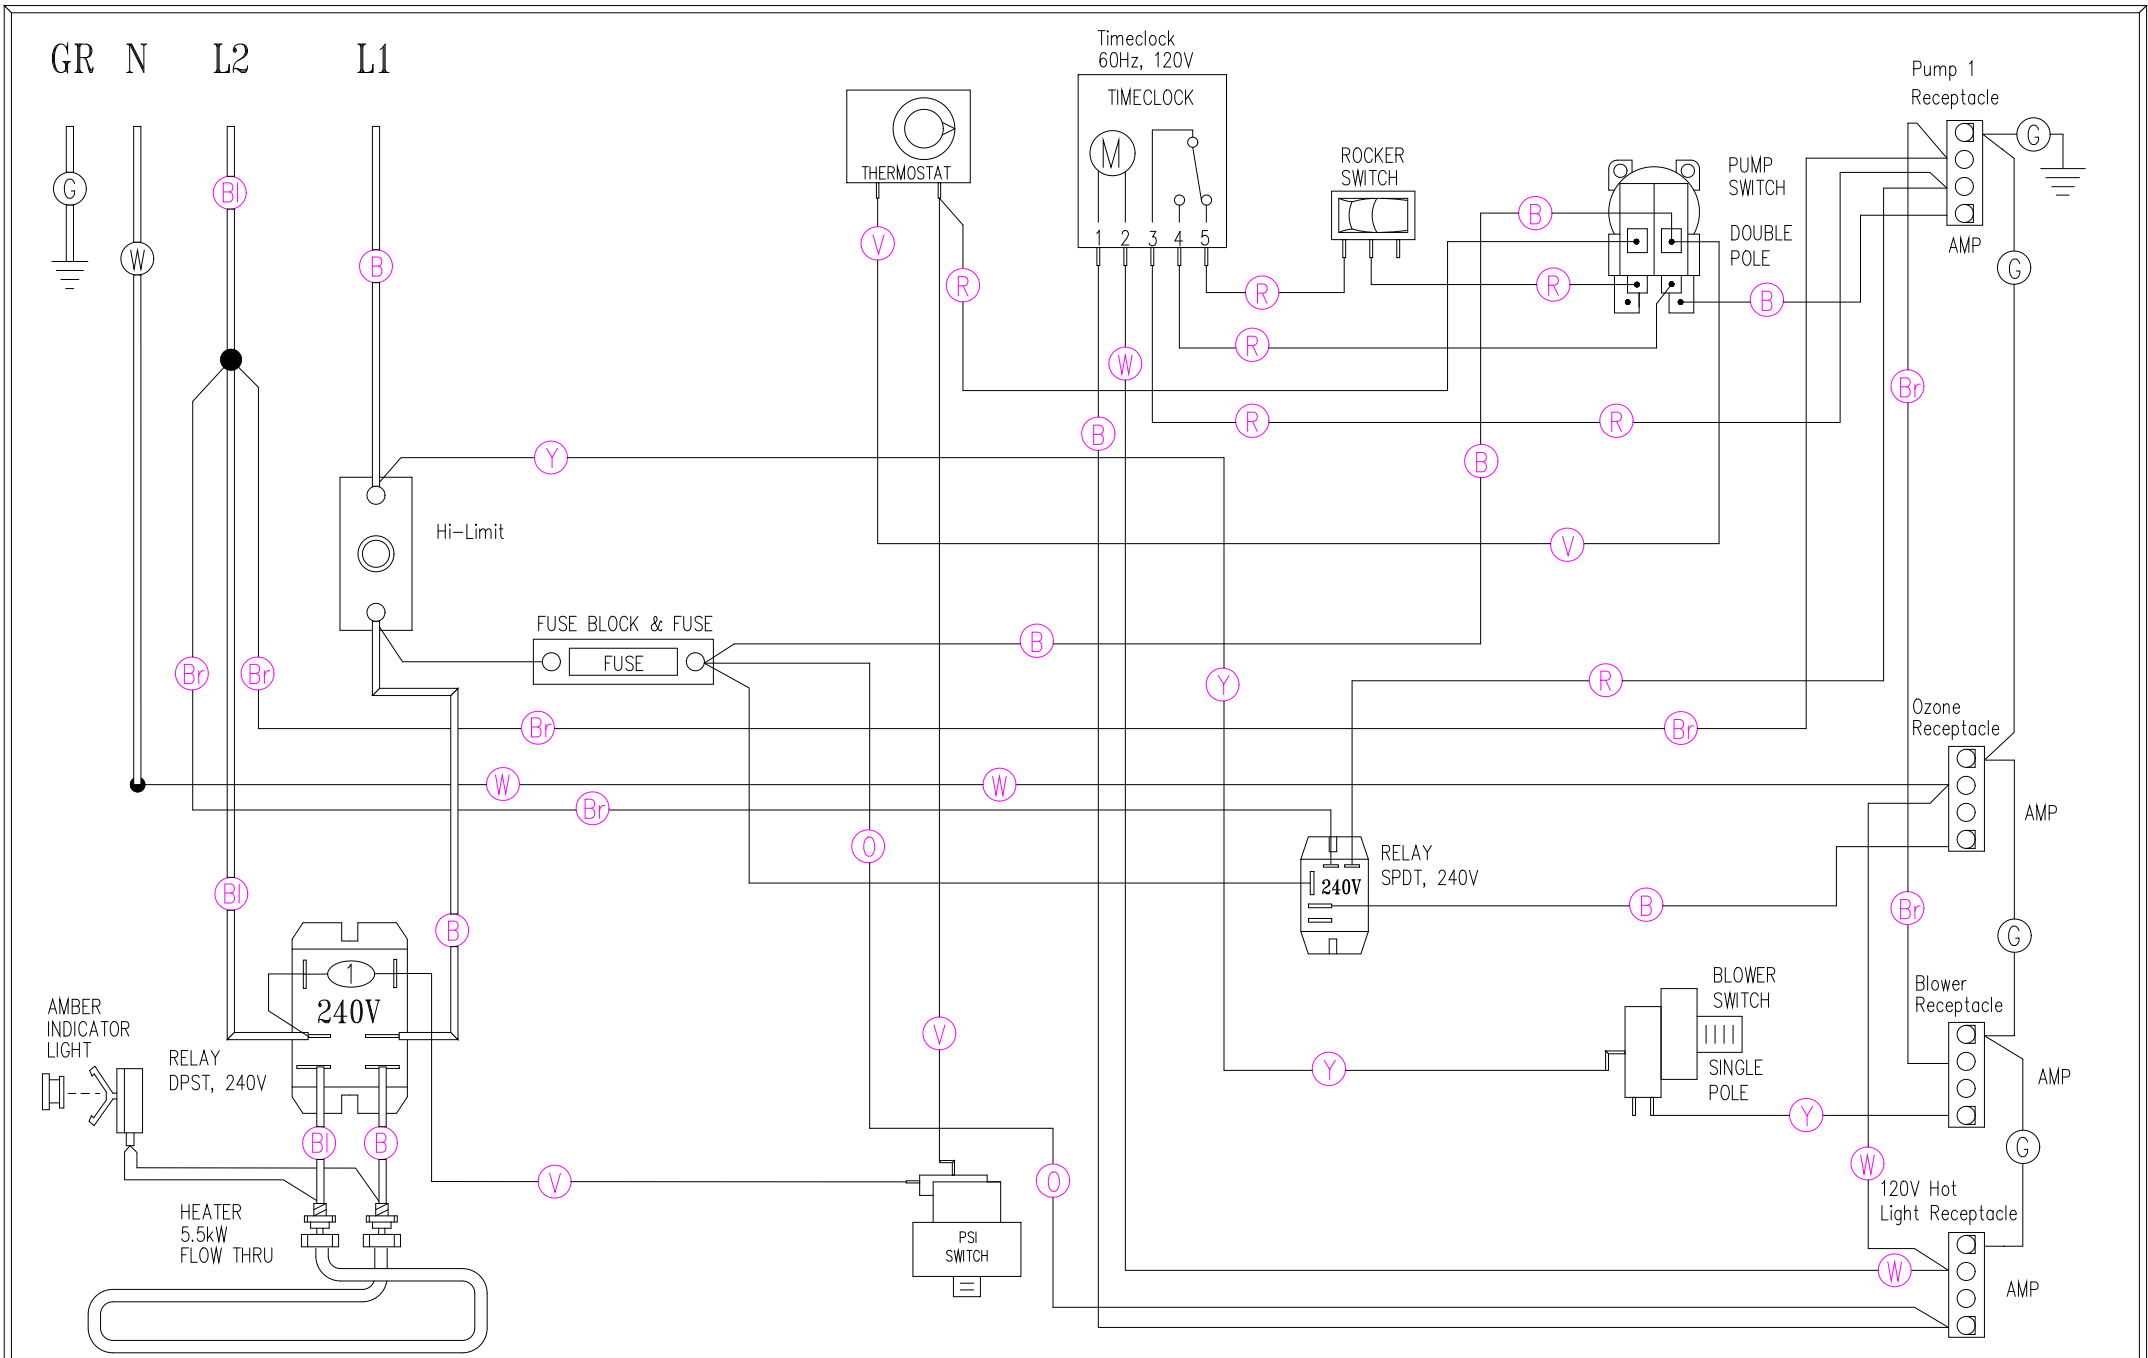 GR N L2 L1
Timeclock
60Hz, 120V
TIMECLOCK
M
1 2 3 4 5
THERMOSTAT
ROCKER
SWITCH
PUMP
SWITCH
DOUBLE
POLE
Pump 1
Receptacle
AMP
G
G
G
W
Bl
B
V
R
R
R
R
W
B
R
R
B
B
B
Br
Y
Hi-Limit
V
FUSE BLOCK & FUSE
FUSE
B
Y
R
Br
Br
Br
Br
W
W
Br
O
Ozone
Receptacle
AMP
RELAY
SPDT, 240V
240V
B
Br
G
Bl
B
1
240V
AMBER
INDICATOR
LIGHT
RELAY
DPST, 240V
V
Y
BLOWER
SWITCH
SINGLE
POLE
Blower
Receptacle
AMP
Y
G
Bl
B
V
O
W
120V Hot
Light Receptacle
AMP
W
HEATER
5.5kW
FLOW THRU
PSI
SWITCH